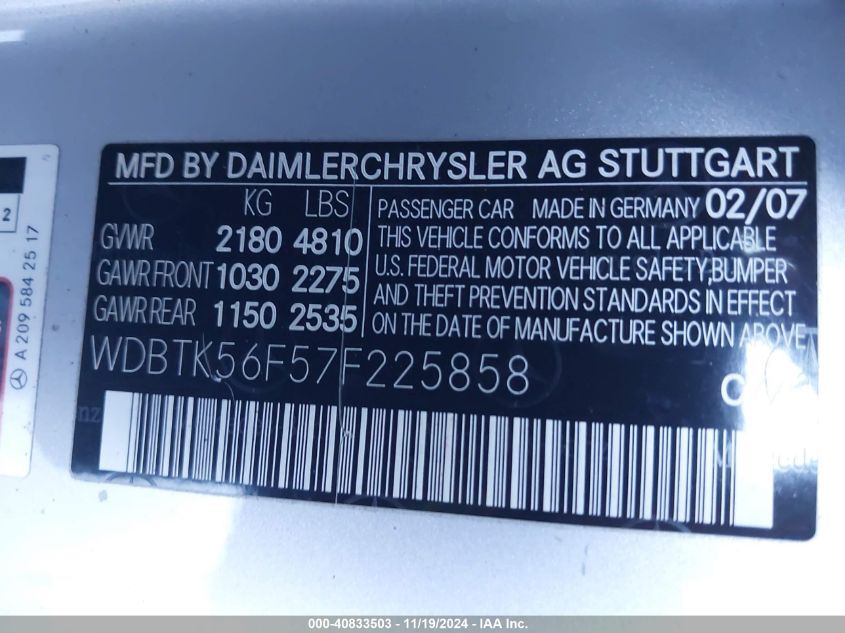 MFD BY DAIMLERCHRYSLER AG STUTTGART
KG LBS
GVWR 2180 4810
GAWR FRONT 1030 2275
GAWR REAR 1150 2535
PASSENGER CAR MADE IN GERMANY 02/07
THIS VEHICLE CONFORMS TO ALL APPLICABLE
U.S. FEDERAL MOTOR VEHICLE SAFETY,BUMPER
AND THEFT PREVENTION STANDARDS IN EFFECT
ON THE DATE OF MANUFACTURE SHOWN ABOVE
WDBTK56F57F225858
2
A 209 584 25 17
000-40833503 - 11/19/2024 - IAA Inc.